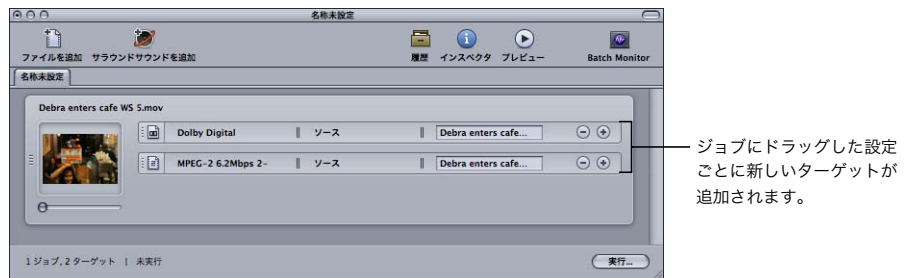 名称未設定
ファイルを追加 サラウンドサウンドを追加 履歴 インスペクタ プレビュー Batch Monitor
名称未設定
Debra enters cafe WS 5.mov
Dolby Digital ソース Debra enters cafe...
MPEG-2 6.2Mbps 2- ソース Debra enters cafe...
ジョブにドラッグした設定
ごとに新しいターゲットが
追加されます。
1 ジョブ, 2 ターゲット | 未実行 実行...